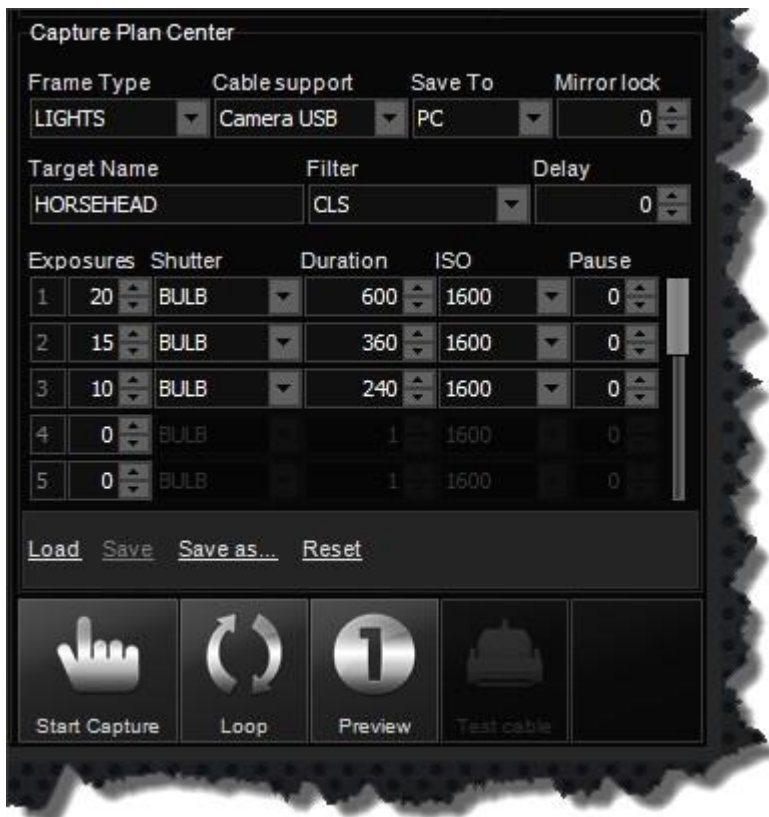 Capture Plan Center
Frame Type Cable support Save To Mirror lock
LIGHTS Camera USB PC 0
Target Name Filter Delay
HORSEHEAD CLS 0
Exposures Shutter Duration ISO Pause
1 20 BULB 600 1600 0
2 15 BULB 360 1600 0
3 10 BULB 240 1600 0
4 0 BULB 1 1600 0
5 0 BULB 1 1600 0
Load Save Save as... Reset
1
Start Capture Loop Preview Test cable